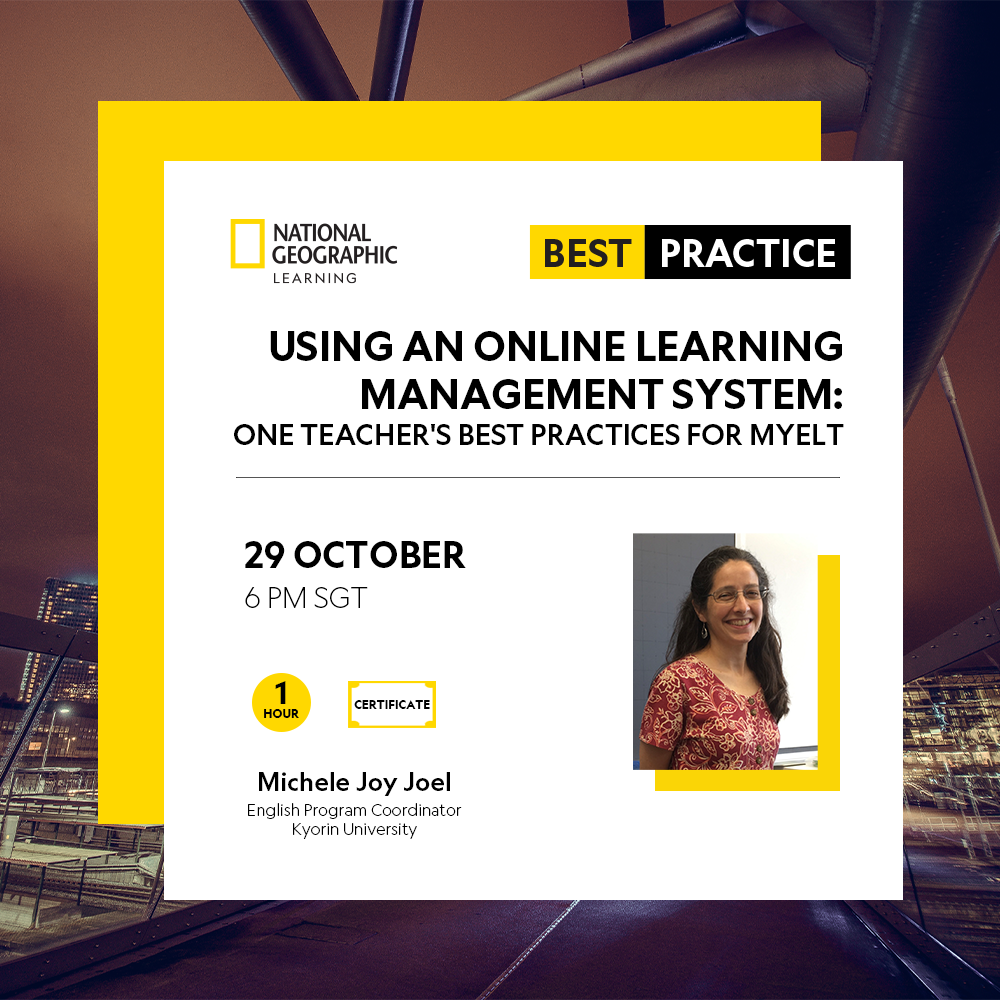 NATIONAL
GEOGRAPHIC
LEARNING
BEST PRACTICE
USING AN ONLINE LEARNING
MANAGEMENT SYSTEM:
ONE TEACHER'S BEST PRACTICES FOR MYELT
29 OCTOBER
6 PM SGT
1
HOUR
CERTIFICATE
Michele Joy Joel
English Program Coordinator
Kyorin University